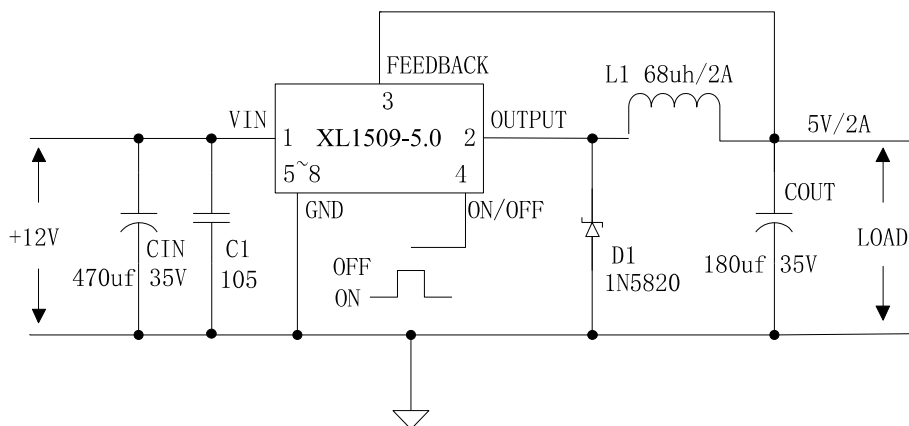 FEEDBACK
L1 68uh/2A
3
VIN
1
XL1509-5.0
2
OUTPUT
5V/2A
5~8
4
GND
ON/OFF
COUT
+12V
CIN
C1
OFF
D1
LOAD
470uf 35V
105
ON
1N5820
180uf 35V